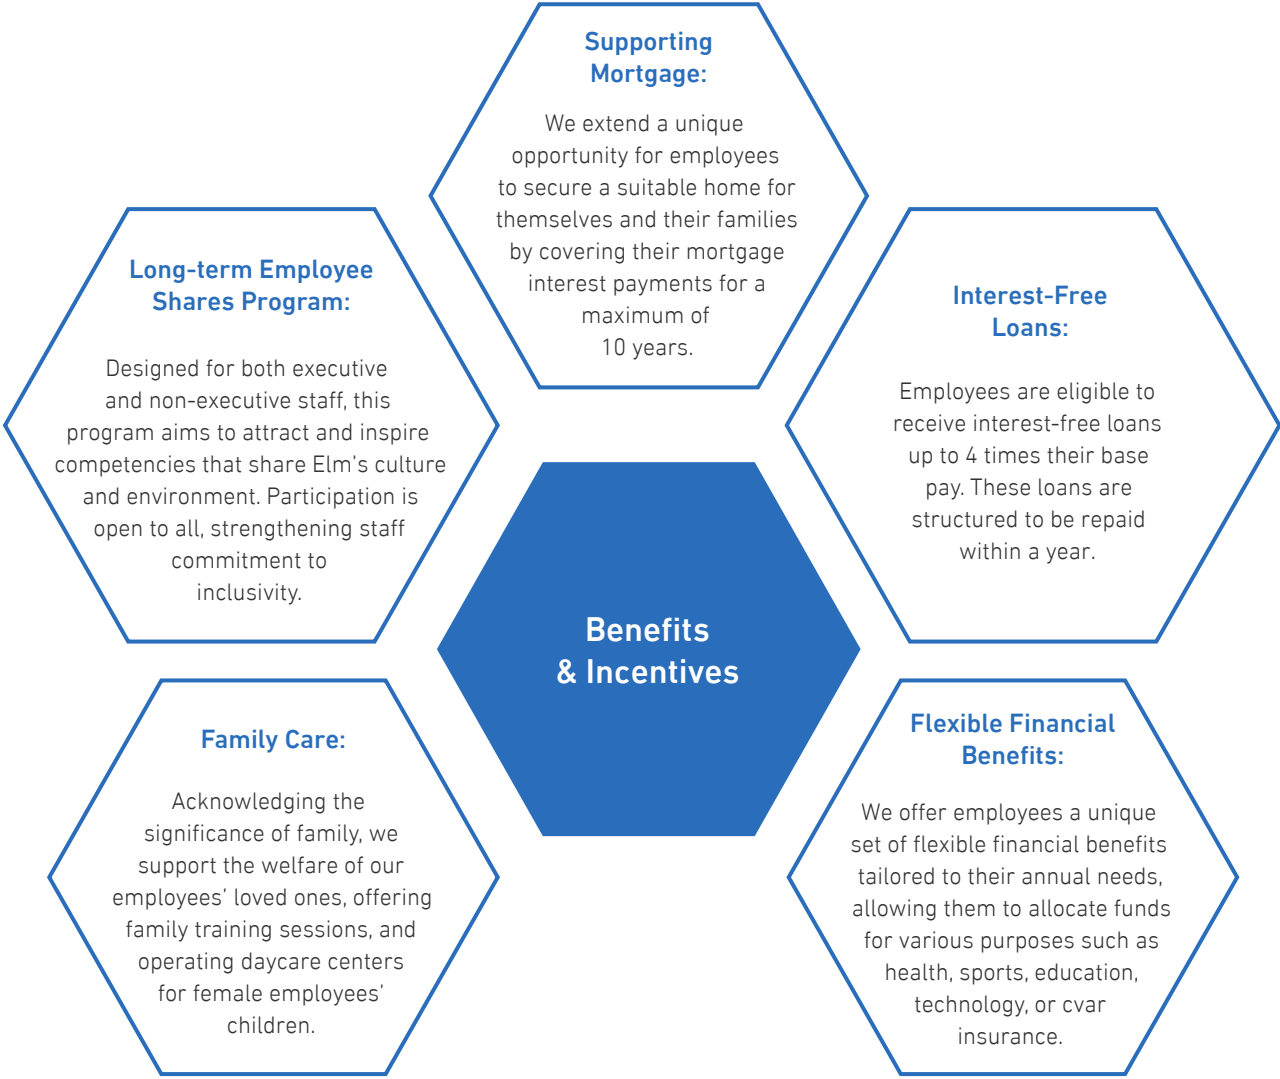 Supporting
Mortgage:
We extend a unique
opportunity for employees
to secure a suitable home for
themselves and their families
by covering their mortgage
interest payments for a
maximum of
10 years.
Long-term Employee
Shares Program:
Designed for both executive
and non-executive staff, this
program aims to attract and inspire
competencies that share Elm's culture
and environment. Participation is
open to all, strengthening staff
commitment to
inclusivity.
Interest-Free
Loans:
Employees are eligible to
receive interest-free loans
up to 4 times their base
pay. These loans are
structured to be repaid
within a year.
Benefits
& Incentives
Family Care:
Acknowledging the
significance of family, we
support the welfare of our
employees' loved ones, offering
family training sessions, and
operating daycare centers
for female employees'
children.
Flexible Financial
Benefits:
We offer employees a unique
set of flexible financial benefits
tailored to their annual needs,
allowing them to allocate funds
for various purposes such as
health, sports, education,
technology, or cvar
insurance.